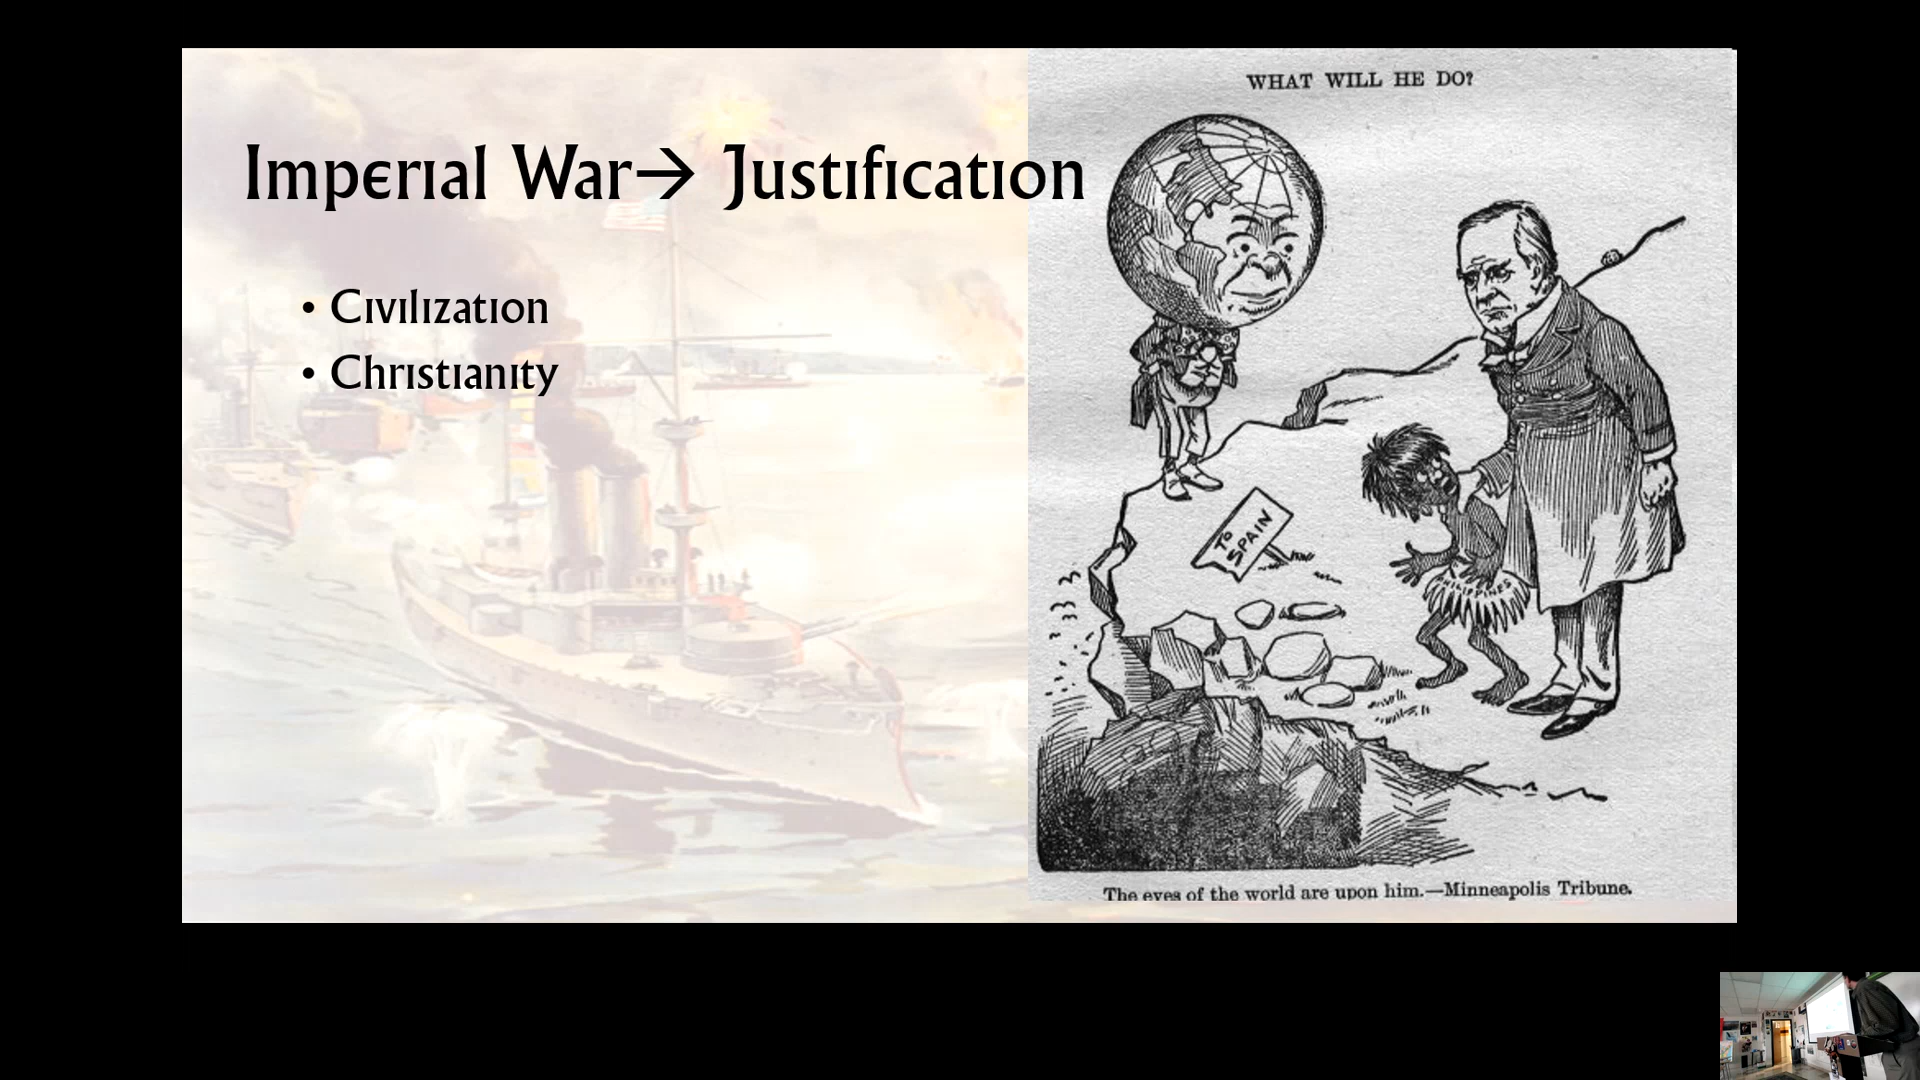 Imperial War→ Justification
• Civilization
• Christianity
WHAT WILL HE DO?
TO
SPAIN
PHILIPPINES
The eyes of the world are upon him.—Minneapolis Tribune.